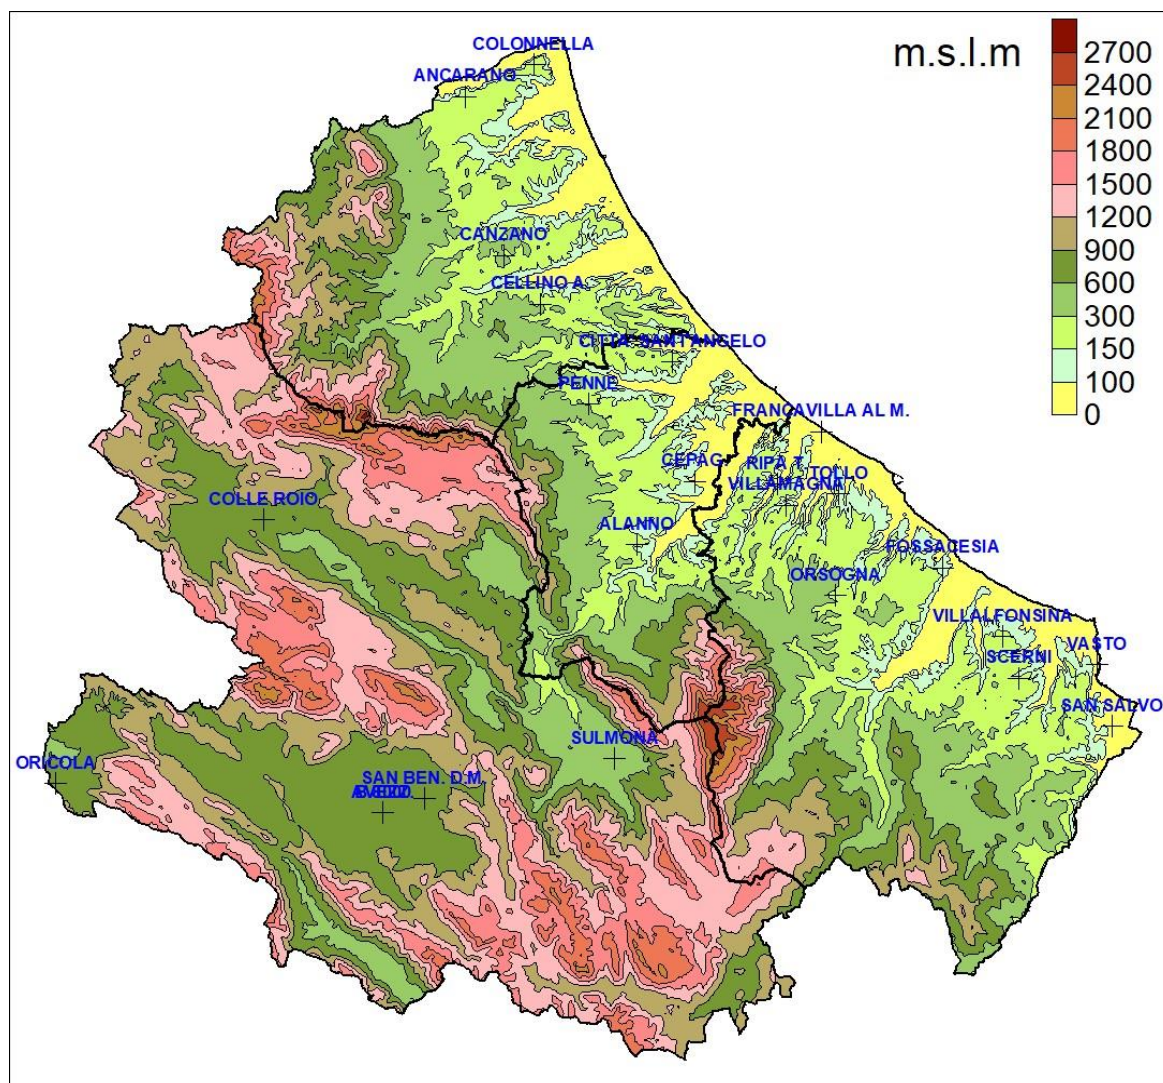 COLONNELLA
m.s.l.m
ANCARANO
2700
2400
2100
1800
1500
1200
900
600
300
150
100
0
CANZANO
CELLINO A.
CITTA' SANT'ANGELO
PENNE
FRANCAVILLA AL M.
CEPAG.
RIPA T.
TOLLO
VILLAMAGNA
COLLE ROIO
ALANNO
FOSSACESIA
ORSOGNA
VILLALFONSINA
VASTO
SCERNI
SAN SALVO
SULMONA
ORICOLA
SAN BEN. D.M.